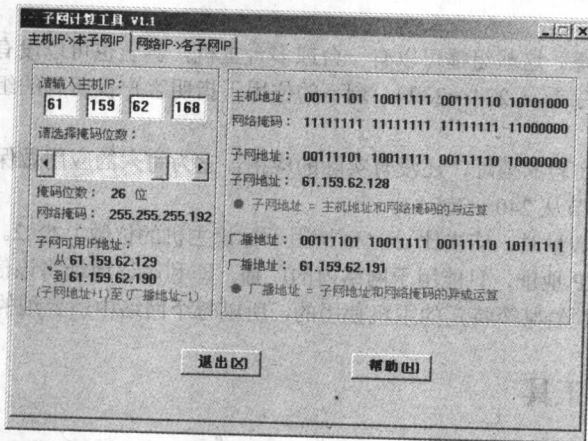 子网计算工具 V1.1
主机IP->本子网IP 网络IP->各子网IP
请输入主机IP:
61 159 62 168
请选择掩码位数:
掩码位数: 26 位
网络掩码: 255.255.255.192
子网可用IP地址:
从 61.159.62.129
到 61.159.62.190
(子网地址+1)至(广播地址-1)
主机地址: 00111101 10011111 00111110 10101000
网络掩码: 11111111 11111111 11111111 11000000
子网地址: 00111101 10011111 00111110 10000000
子网地址: 61.159.62.128
● 子网地址 = 主机地址和网络掩码的与运算
广播地址: 00111101 10011111 00111110 10111111
广播地址: 61.159.62.191
● 广播地址 = 子网地址和网络掩码的异或运算
退出(X) 帮助(H)